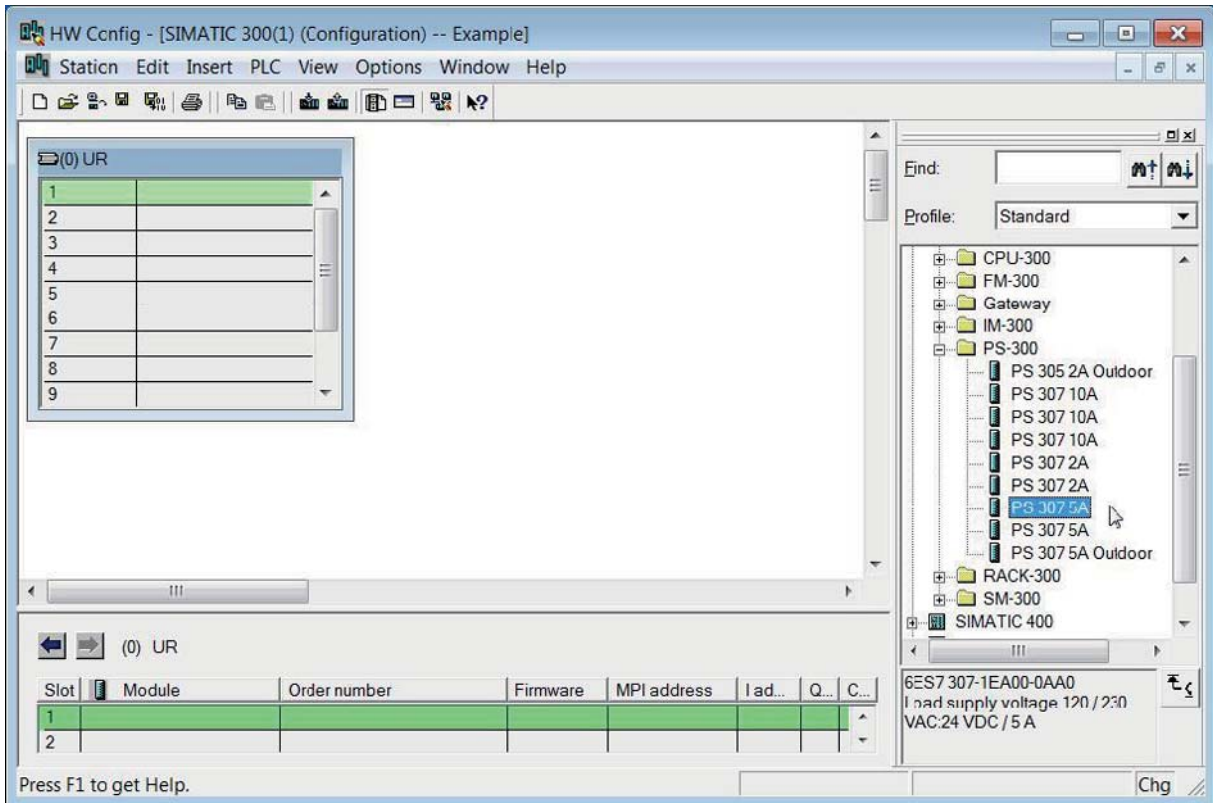 HW Ccnfig - [SIMATIC 300(1) (Configuration) -- Example]
Station Edit Insert PLC View Options Window Help
(0) UR
1
2
3
4
5
6
7
8
9
Find:
Profile: Standard
CPU-300
FM-300
Gateway
IM-300
PS-300
PS 305 2A Outdoor
PS 307 10A
PS 307 10A
PS 307 10A
PS 307 2A
PS 307 2A
PS 307 5A
PS 307 5A
PS 307 5A Outdoor
RACK-300
SM-300
SIMATIC 400
(0) UR
Slot Module Order number Firmware MPI address I ad... Q... C...
1
2
6ES7 307-1EA00-0AA0
Load supply voltage 120 / 230
VAC:24 VDC / 5 A
Press F1 to get Help.
Chg